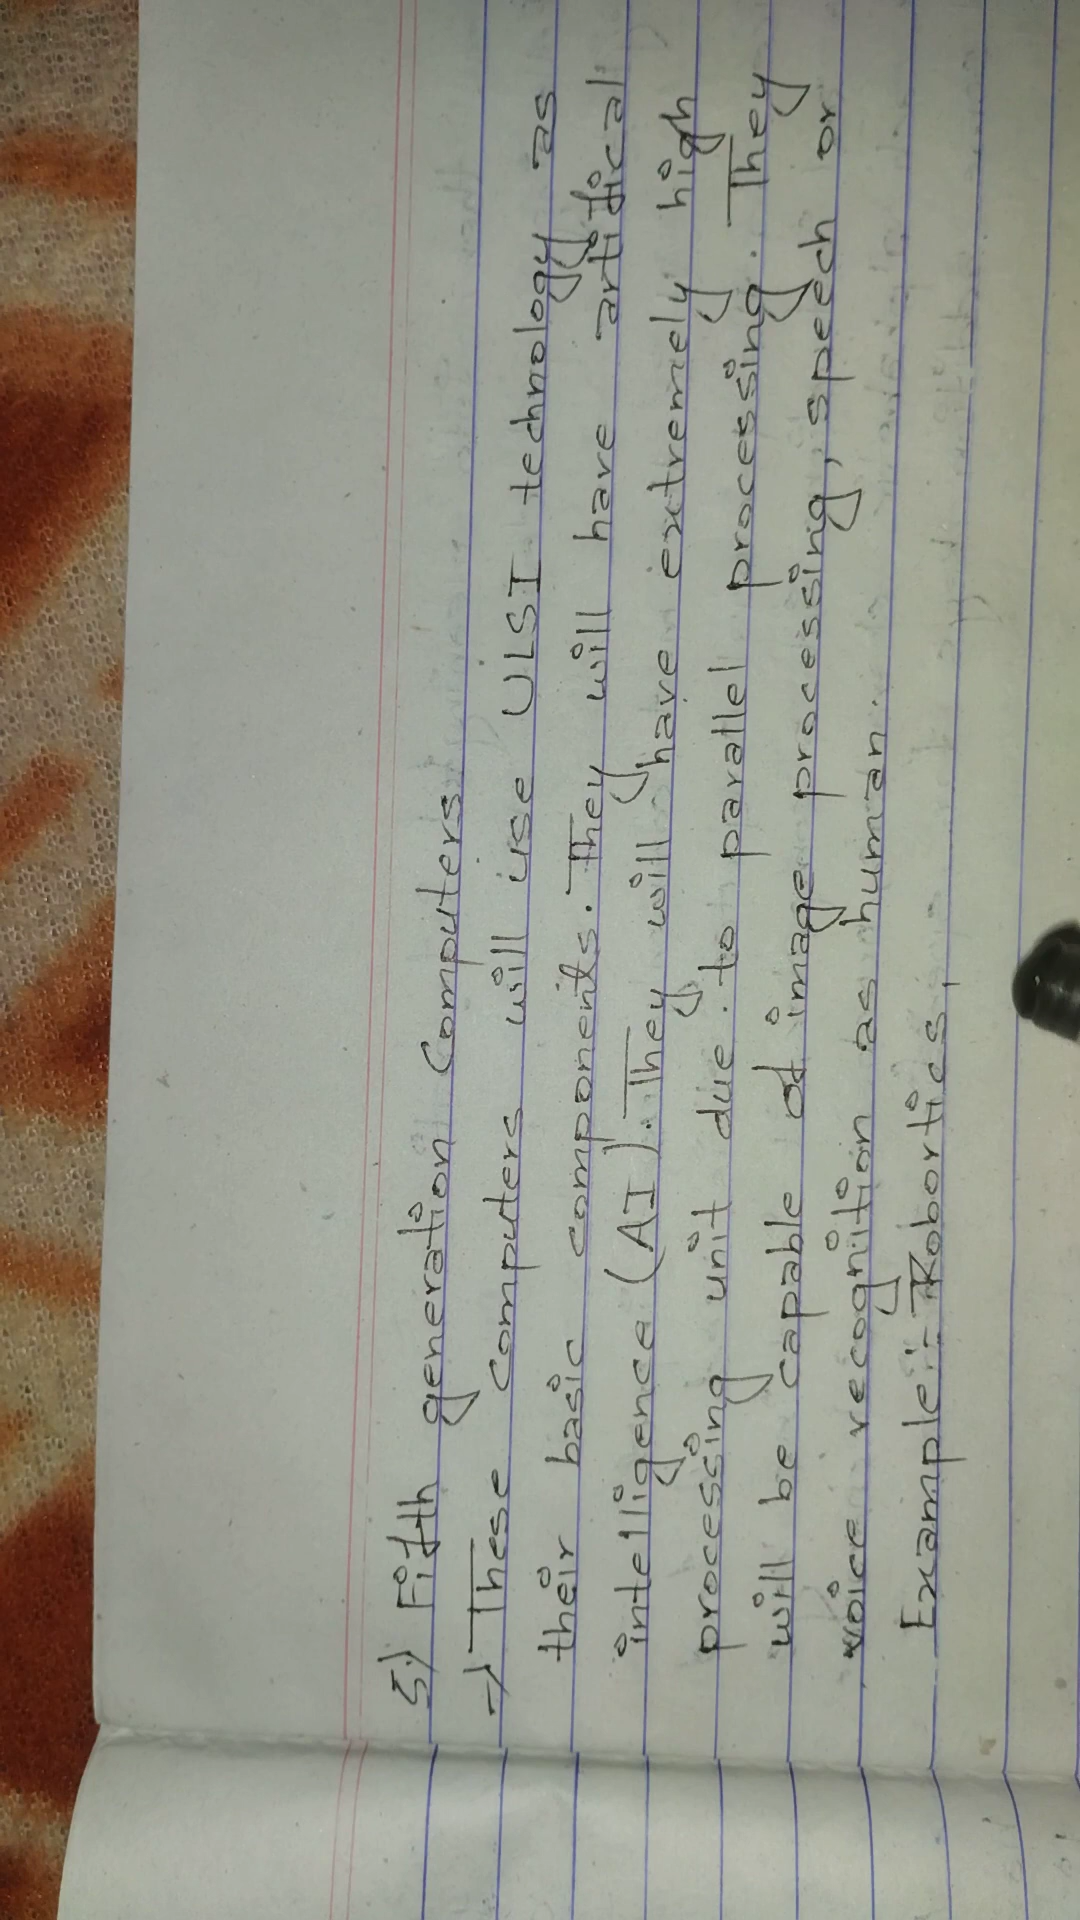 5.) Fifth generation Computers
→ These computers will use ULSI technology as
their basic components. They will have artifical
intelligence (AI). They will have extremely high
processing unit due to parallel processing. They
will be capable of image processing, speech or
voice recognition as human.
Example:- Robortics,